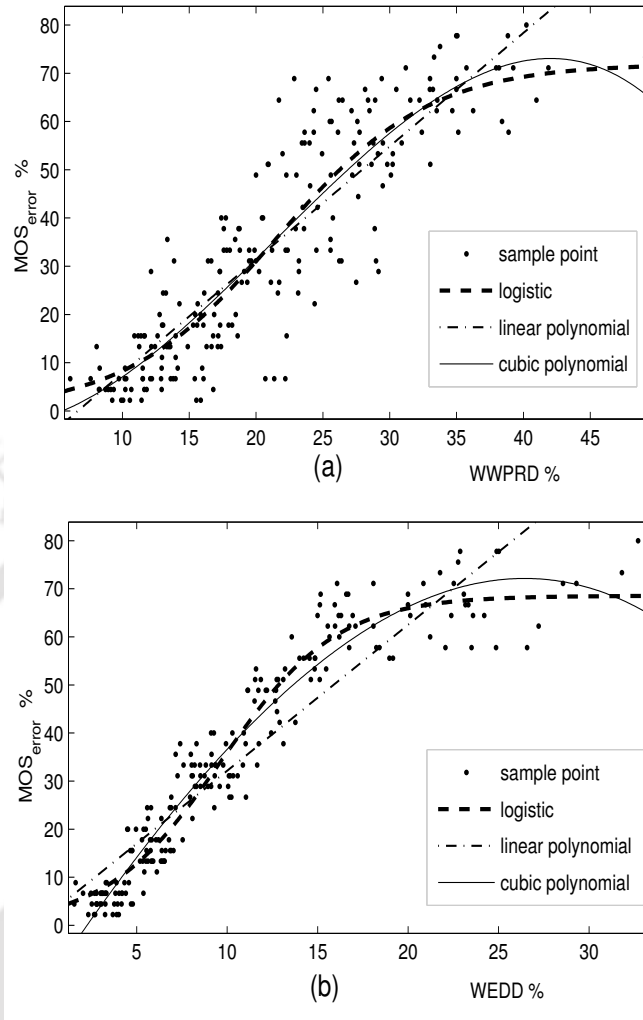 80
70
60
50
40
30
20
10
0
MOS_error %
sample point
logistic
linear polynomial
cubic polynomial
10 15 20 25 30 35 40 45
(a)
WWPRD %
80
70
60
50
40
30
20
10
0
MOS_error %
sample point
logistic
linear polynomial
cubic polynomial
5 10 15 20 25 30
(b)
WEDD %